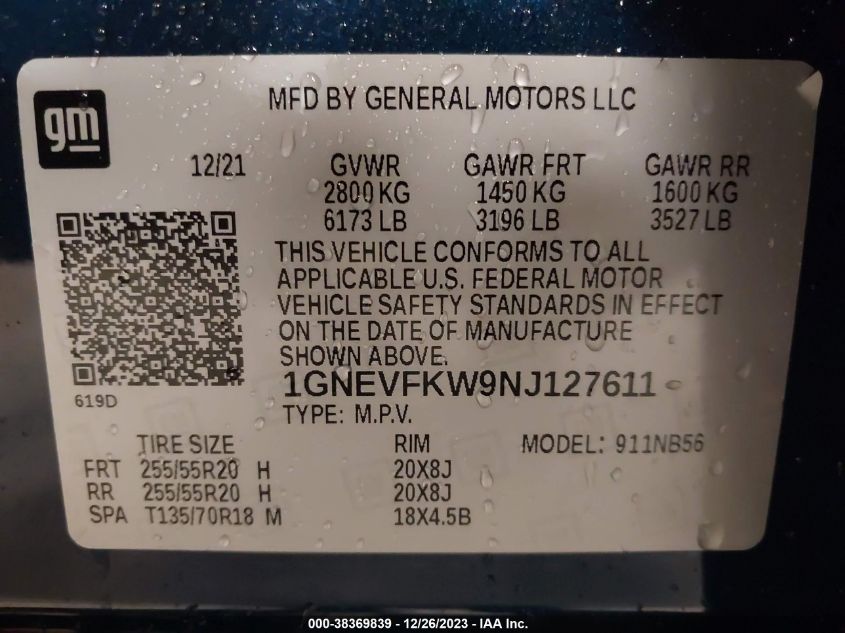 gm
MFD BY GENERAL MOTORS LLC
12/21 GVWR GAWR FRT GAWR RR
2800 KG 1450 KG 1600 KG
6173 LB 3196 LB 3527 LB
THIS VEHICLE CONFORMS TO ALL
APPLICABLE U.S. FEDERAL MOTOR
VEHICLE SAFETY STANDARDS IN EFFECT
ON THE DATE OF MANUFACTURE
SHOWN ABOVE.
1GNEVFKW9NJ127611
619D
TYPE: M.P.V.
TIRE SIZE RIM MODEL: 911NB56
FRT 255/55R20 H 20X8J
RR 255/55R20 H 20X8J
SPA T135/70R18 M 18X4.5B
000-38369839 - 12/26/2023 - IAA Inc.